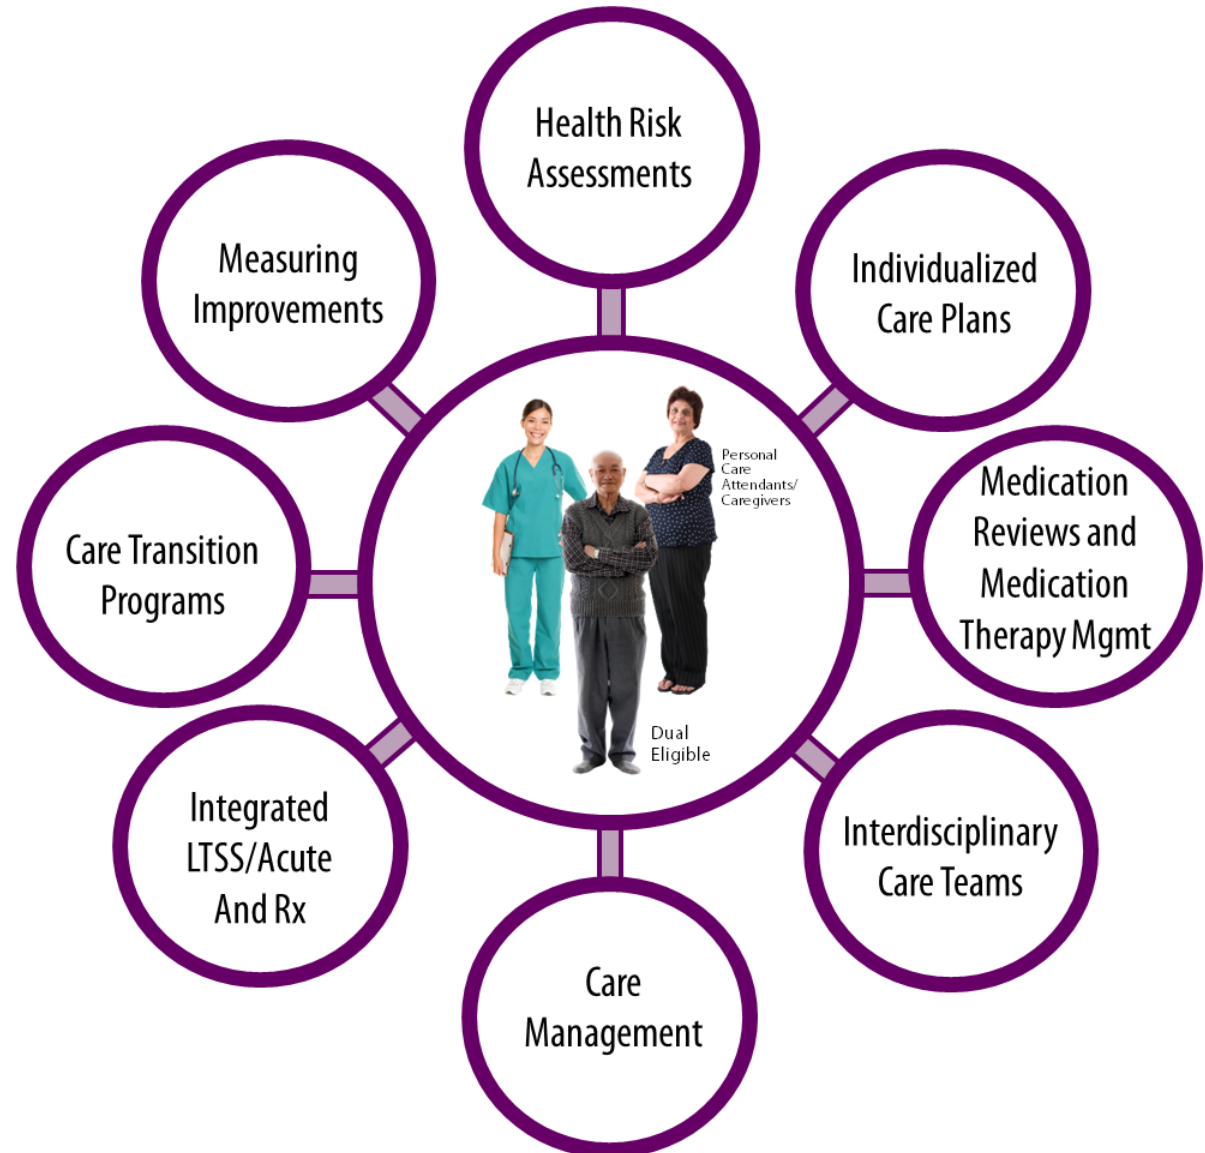 Health Risk
Assessments
Measuring
Improvements
Individualized
Care Plans
Personal
Care
Attendants/
Caregivers
Medication
Reviews and
Medication
Therapy Mgmt
Care Transition
Programs
Dual
Eligible
Integrated
LTSS/Acute
And Rx
Interdisciplinary
Care Teams
Care
Management